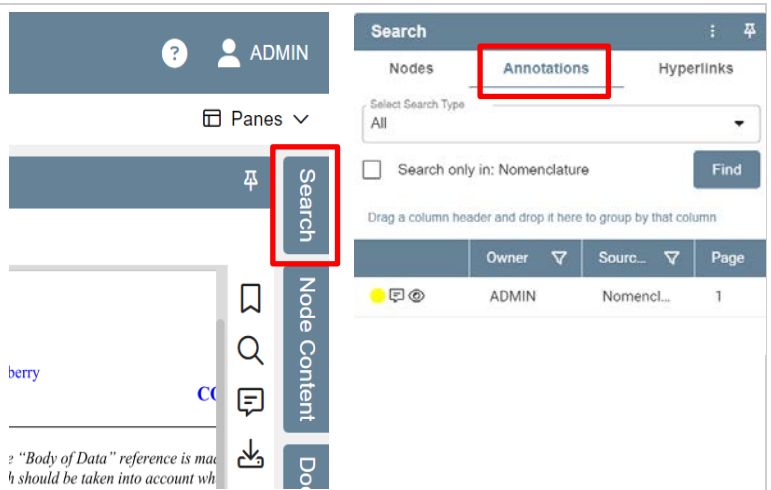 ? ADMIN
Panes
Search
Node Content
Doc
berry
CO
e “Body of Data” reference is mad
h should be taken into account wh
Search
Nodes Annotations Hyperlinks
Select Search Type
All
Search only in: Nomenclature Find
Drag a column header and drop it here to group by that column
Owner Sourc... Page
ADMIN Nomencl... 1